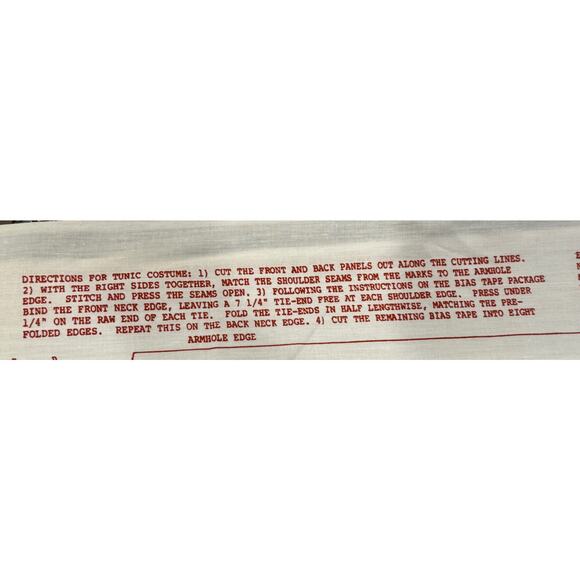 DIRECTIONS FOR TUNIC COSTUME: 1) CUT THE FRONT AND BACK PANELS OUT ALONG THE CUTTING LINES.
2) WITH THE RIGHT SIDES TOGETHER, MATCH THE SHOULDER SEAMS FROM THE MARKS TO THE ARMHOLE
EDGE. STITCH AND PRESS THE SEAMS OPEN. 3) FOLLOWING THE INSTRUCTIONS ON THE BIAS TAPE PACKAGE
BIND THE FRONT NECK EDGE, LEAVING A 7 1/4" TIE-END FREE AT EACH SHOULDER EDGE. PRESS UNDER
1/4" ON THE RAW END OF EACH TIE. FOLD THE TIE-ENDS IN HALF LENGTHWISE, MATCHING THE PRE-
FOLDED EDGES. REPEAT THIS ON THE BACK NECK EDGE. 4) CUT THE REMAINING BIAS TAPE INTO EIGHT
ARMHOLE EDGE